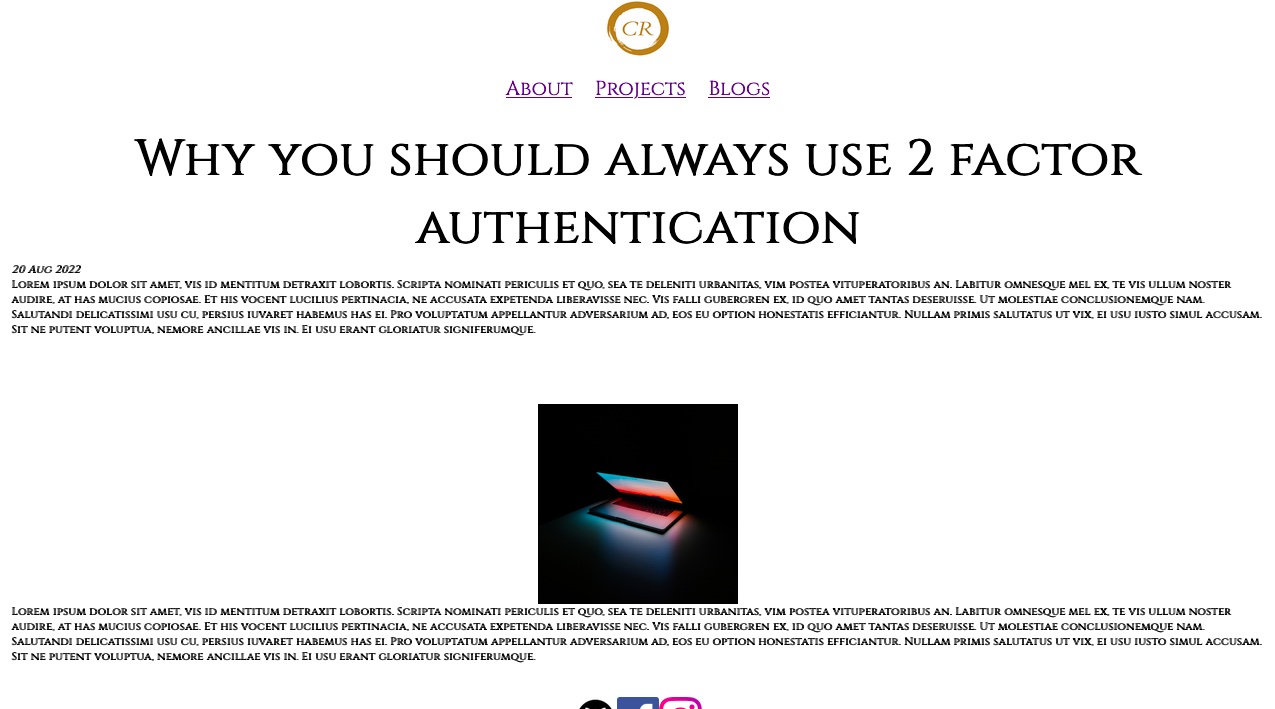 CR
About Projects Blogs
Why you should always use 2 factor
authentication
20 Aug 2022
Lorem ipsum dolor sit amet, vis id mentitum detraxit lobortis. Scripta nominati periculis et quo, sea te deleniti urbanitas, vim postea vituperatoribus an. Labitur omnesque mel ex, te vis ullum noster
audire, at has mucius copiosae. Et his vocent lucilius pertinacia, ne accusata expetenda liberavisse nec. Vis falli gubergren ex, id quo amet tantas deseruisse. Ut molestiae conclusionemque nam.
Salutandi delicatissimi usu cu, persius iuvaret habemus has ei. Pro voluptatum appellantur adversarium ad, eos eu option honestatis efficiantur. Nullam primis salutatus ut vix, ei usu iusto simul accusam.
Sit ne putent voluptua, nemore ancillae vis in. Ei usu erant gloriatur signiferumque.
Lorem ipsum dolor sit amet, vis id mentitum detraxit lobortis. Scripta nominati periculis et quo, sea te deleniti urbanitas, vim postea vituperatoribus an. Labitur omnesque mel ex, te vis ullum noster
audire, at has mucius copiosae. Et his vocent lucilius pertinacia, ne accusata expetenda liberavisse nec. Vis falli gubergren ex, id quo amet tantas deseruisse. Ut molestiae conclusionemque nam.
Salutandi delicatissimi usu cu, persius iuvaret habemus has ei. Pro voluptatum appellantur adversarium ad, eos eu option honestatis efficiantur. Nullam primis salutatus ut vix, ei usu iusto simul accusam.
Sit ne putent voluptua, nemore ancillae vis in. Ei usu erant gloriatur signiferumque.